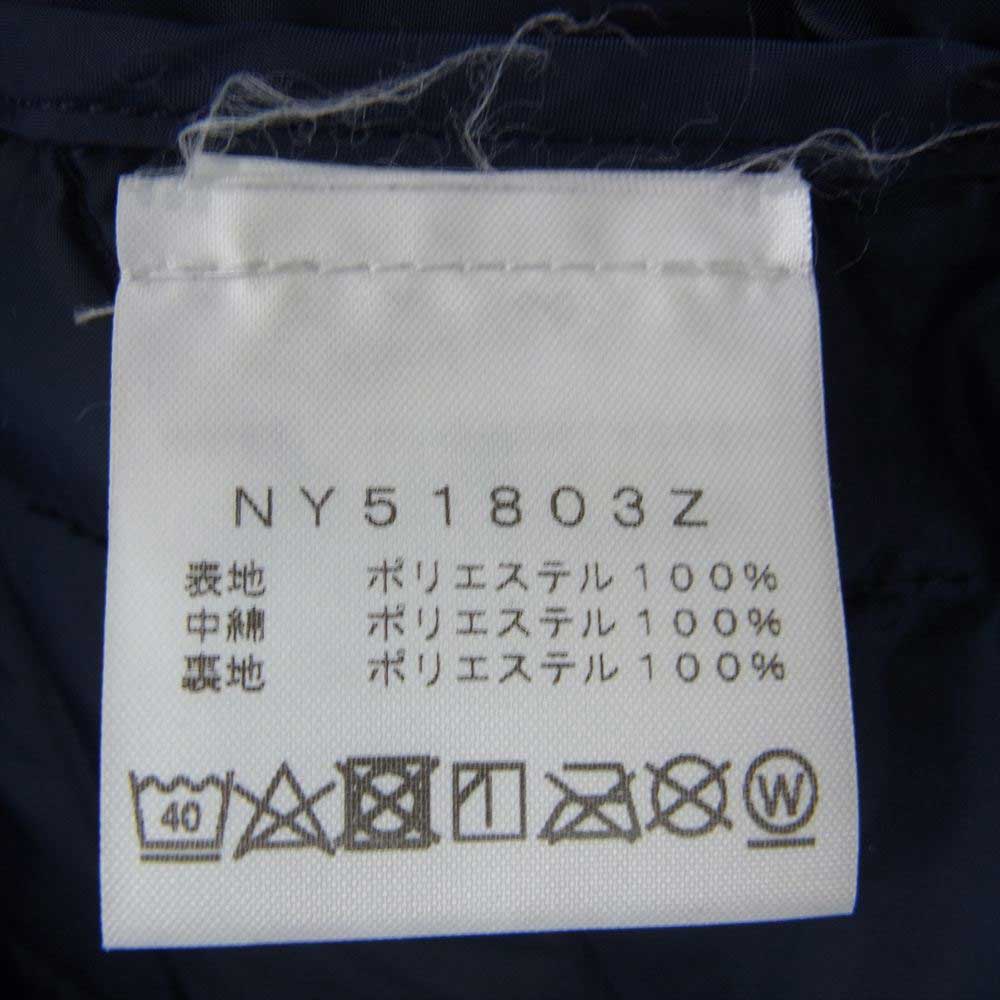 NY51803Z
表地 ポリエステル100%
中綿 ポリエステル100%
裏地 ポリエステル100%
40 W